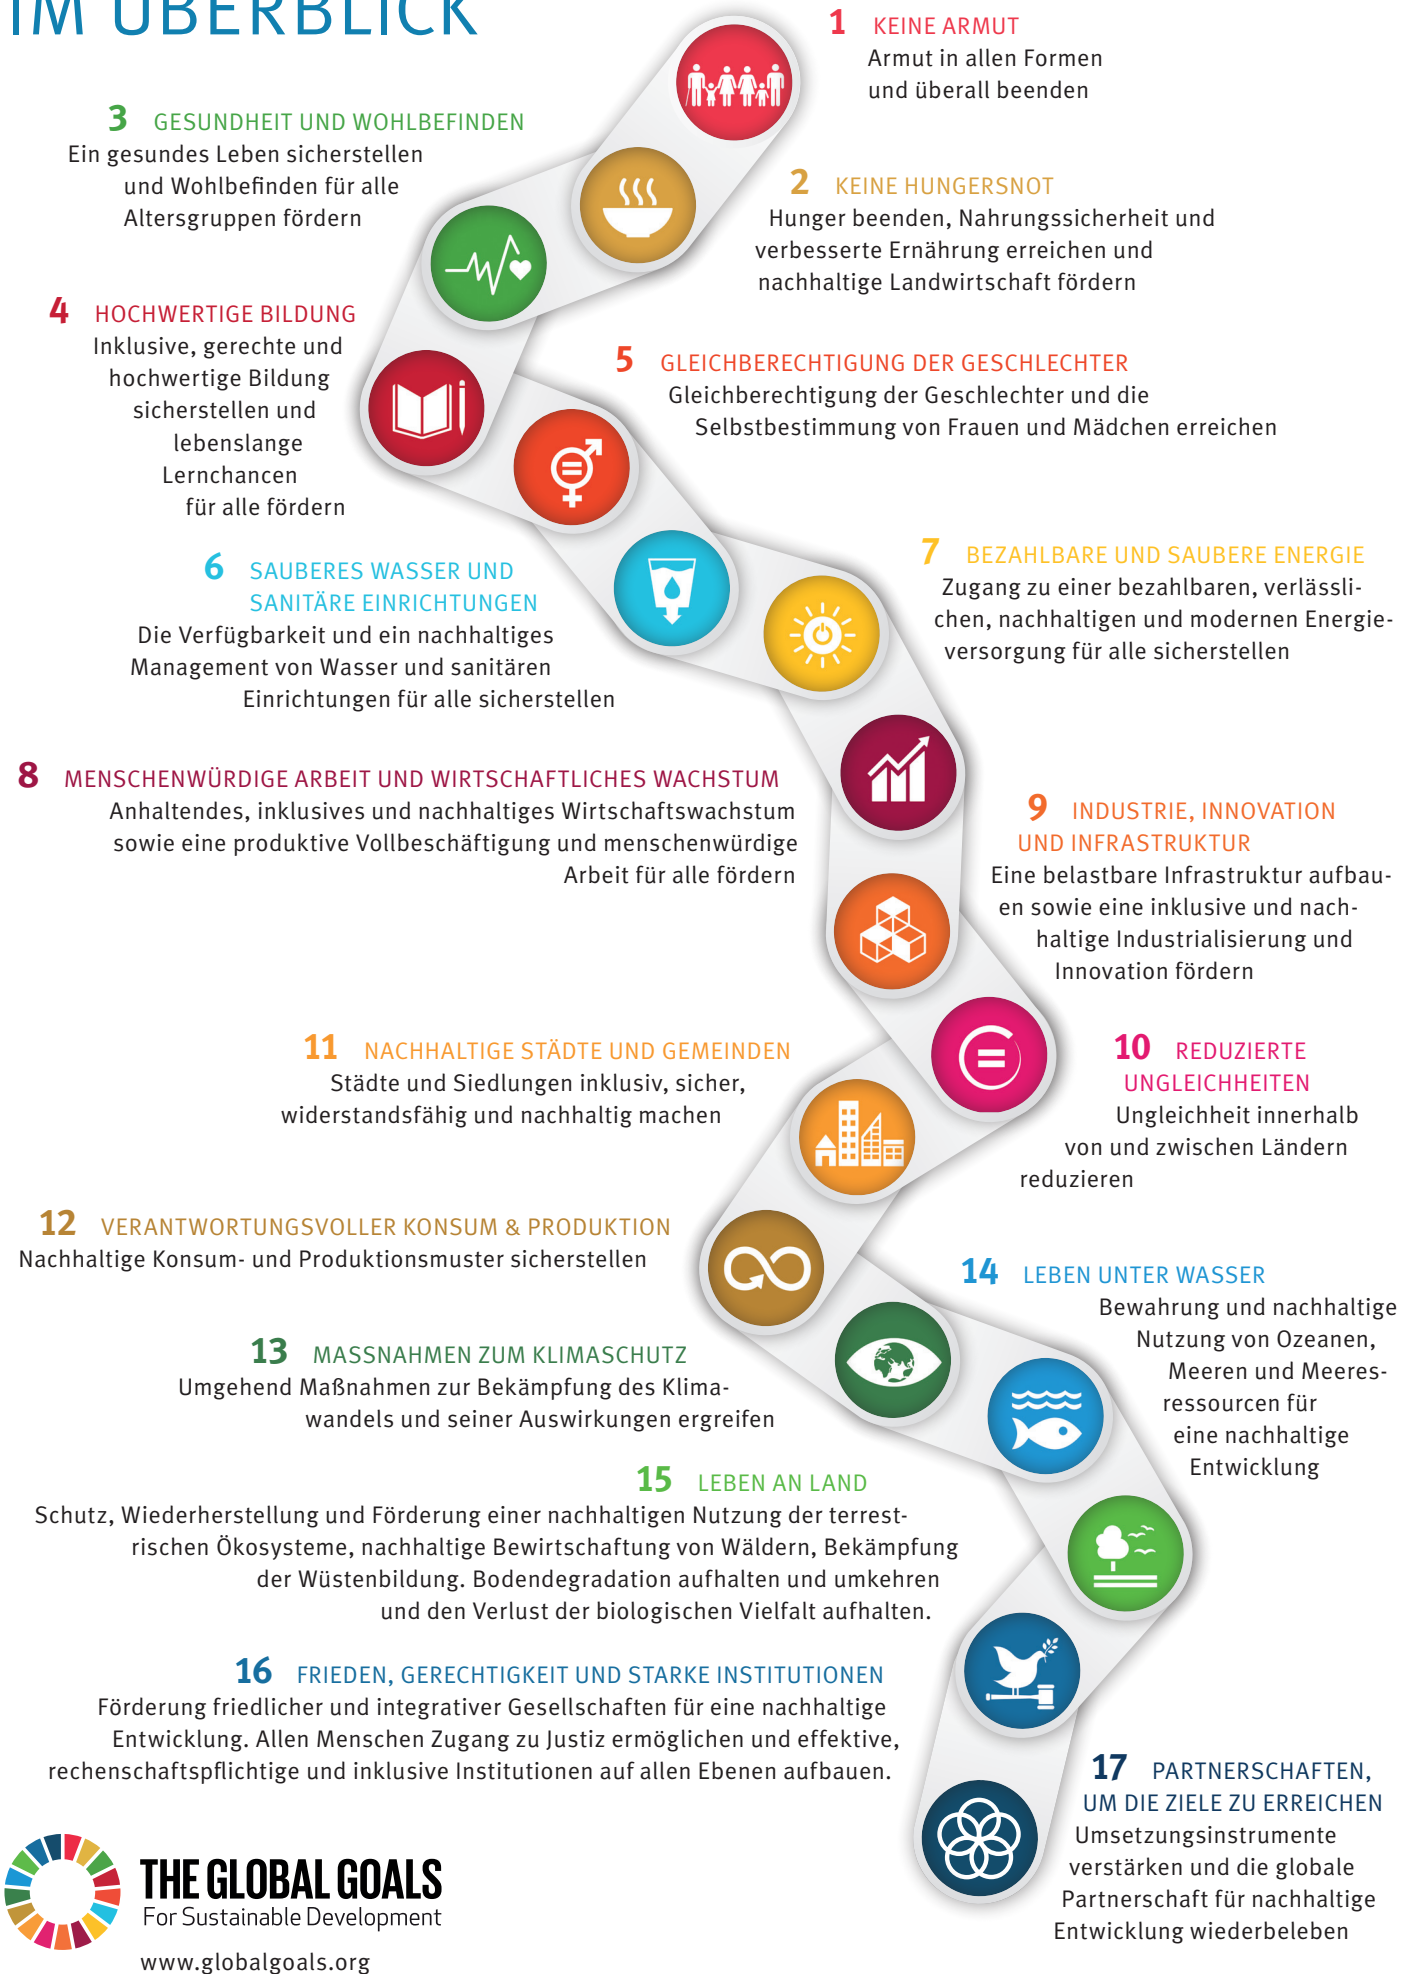 IM ÜBERBLICK
1 KEINE ARMUT
Armut in allen Formen
und überall beenden
2 KEINE HUNGERSNOT
Hunger beenden, Nahrungssicherheit und
verbesserte Ernährung erreichen und
nachhaltige Landwirtschaft fördern
3 GESUNDHEIT UND WOHLBEFINDEN
Ein gesundes Leben sicherstellen
und Wohlbefinden für alle
Altersgruppen fördern
4 HOCHWERTIGE BILDUNG
Inklusive, gerechte und
hochwertige Bildung
sicherstellen und
lebenslange
Lernchancen
für alle fördern
5 GLEICHBERECHTIGUNG DER GESCHLECHTER
Gleichberechtigung der Geschlechter und die
Selbstbestimmung von Frauen und Mädchen erreichen
6 SAUBERES WASSER UND
SANITÄRE EINRICHTUNGEN
Die Verfügbarkeit und ein nachhaltiges
Management von Wasser und sanitären
Einrichtungen für alle sicherstellen
7 BEZAHLBARE UND SAUBERE ENERGIE
Zugang zu einer bezahlbaren, verlässli-
chen, nachhaltigen und modernen Energie-
versorgung für alle sicherstellen
8 MENSCHENWÜRDIGE ARBEIT UND WIRTSCHAFTLICHES WACHSTUM
Anhaltendes, inklusives und nachhaltiges Wirtschaftswachstum
sowie eine produktive Vollbeschäftigung und menschenwürdige
Arbeit für alle fördern
9 INDUSTRIE, INNOVATION
UND INFRASTRUKTUR
Eine belastbare Infrastruktur aufbau-
en sowie eine inklusive und nach-
haltige Industrialisierung und
Innovation fördern
10 REDUZIERTE
UNGLEICHHEITEN
Ungleichheit innerhalb
von und zwischen Ländern
reduzieren
11 NACHHALTIGE STÄDTE UND GEMEINDEN
Städte und Siedlungen inklusiv, sicher,
widerstandsfähig und nachhaltig machen
12 VERANTWORTUNGSVOLLER KONSUM & PRODUKTION
Nachhaltige Konsum- und Produktionsmuster sicherstellen
13 MASSNAHMEN ZUM KLIMASCHUTZ
Umgehend Maßnahmen zur Bekämpfung des Klima-
wandels und seiner Auswirkungen ergreifen
14 LEBEN UNTER WASSER
Bewahrung und nachhaltige
Nutzung von Ozeanen,
Meeren und Meeres-
ressourcen für
eine nachhaltige
Entwicklung
15 LEBEN AN LAND
Schutz, Wiederherstellung und Förderung einer nachhaltigen Nutzung der terrest-
rischen Ökosysteme, nachhaltige Bewirtschaftung von Wäldern, Bekämpfung
der Wüstenbildung. Bodendegradation aufhalten und umkehren
und den Verlust der biologischen Vielfalt aufhalten.
16 FRIEDEN, GERECHTIGKEIT UND STARKE INSTITUTIONEN
Förderung friedlicher und integrativer Gesellschaften für eine nachhaltige
Entwicklung. Allen Menschen Zugang zu Justiz ermöglichen und effektive,
rechenschaftspflichtige und inklusive Institutionen auf allen Ebenen aufbauen.
17 PARTNERSCHAFTEN,
UM DIE ZIELE ZU ERREICHEN
Umsetzungsinstrumente
verstärken und die globale
Partnerschaft für nachhaltige
Entwicklung wiederbeleben
THE GLOBAL GOALS
For Sustainable Development
www.globalgoals.org